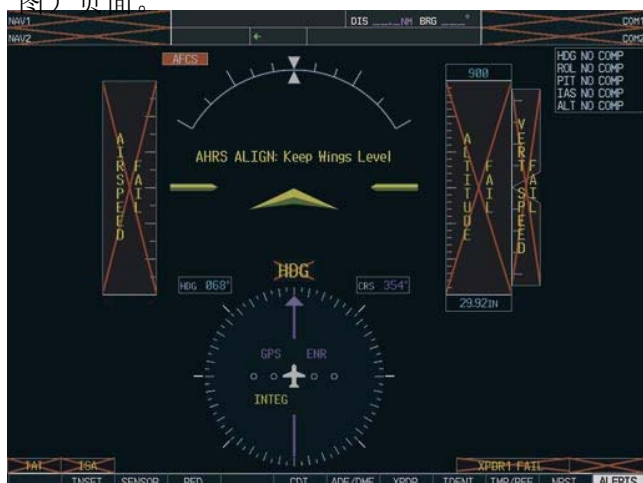 图）页面。
NAV1 DIS __._NM BRG ___° COM1
NAV2 ← COM2
AFCS
HDG NO COMP
ROL NO COMP
PIT NO COMP
IAS NO COMP
ALT NO COMP
900
AIRSPEED FAIL
ALTITUDE FAIL
VERT SPEED FAIL
AHRS ALIGN: Keep Wings Level
HDG
HDG 068° CRS 354°
29.92IN
GPS ENR
INTEG
TAT ISA XPDR1 FAIL
INSET SENSOR PFD CDI ADF/DME XPDR IDENT TMR/REF NRST ALERTS